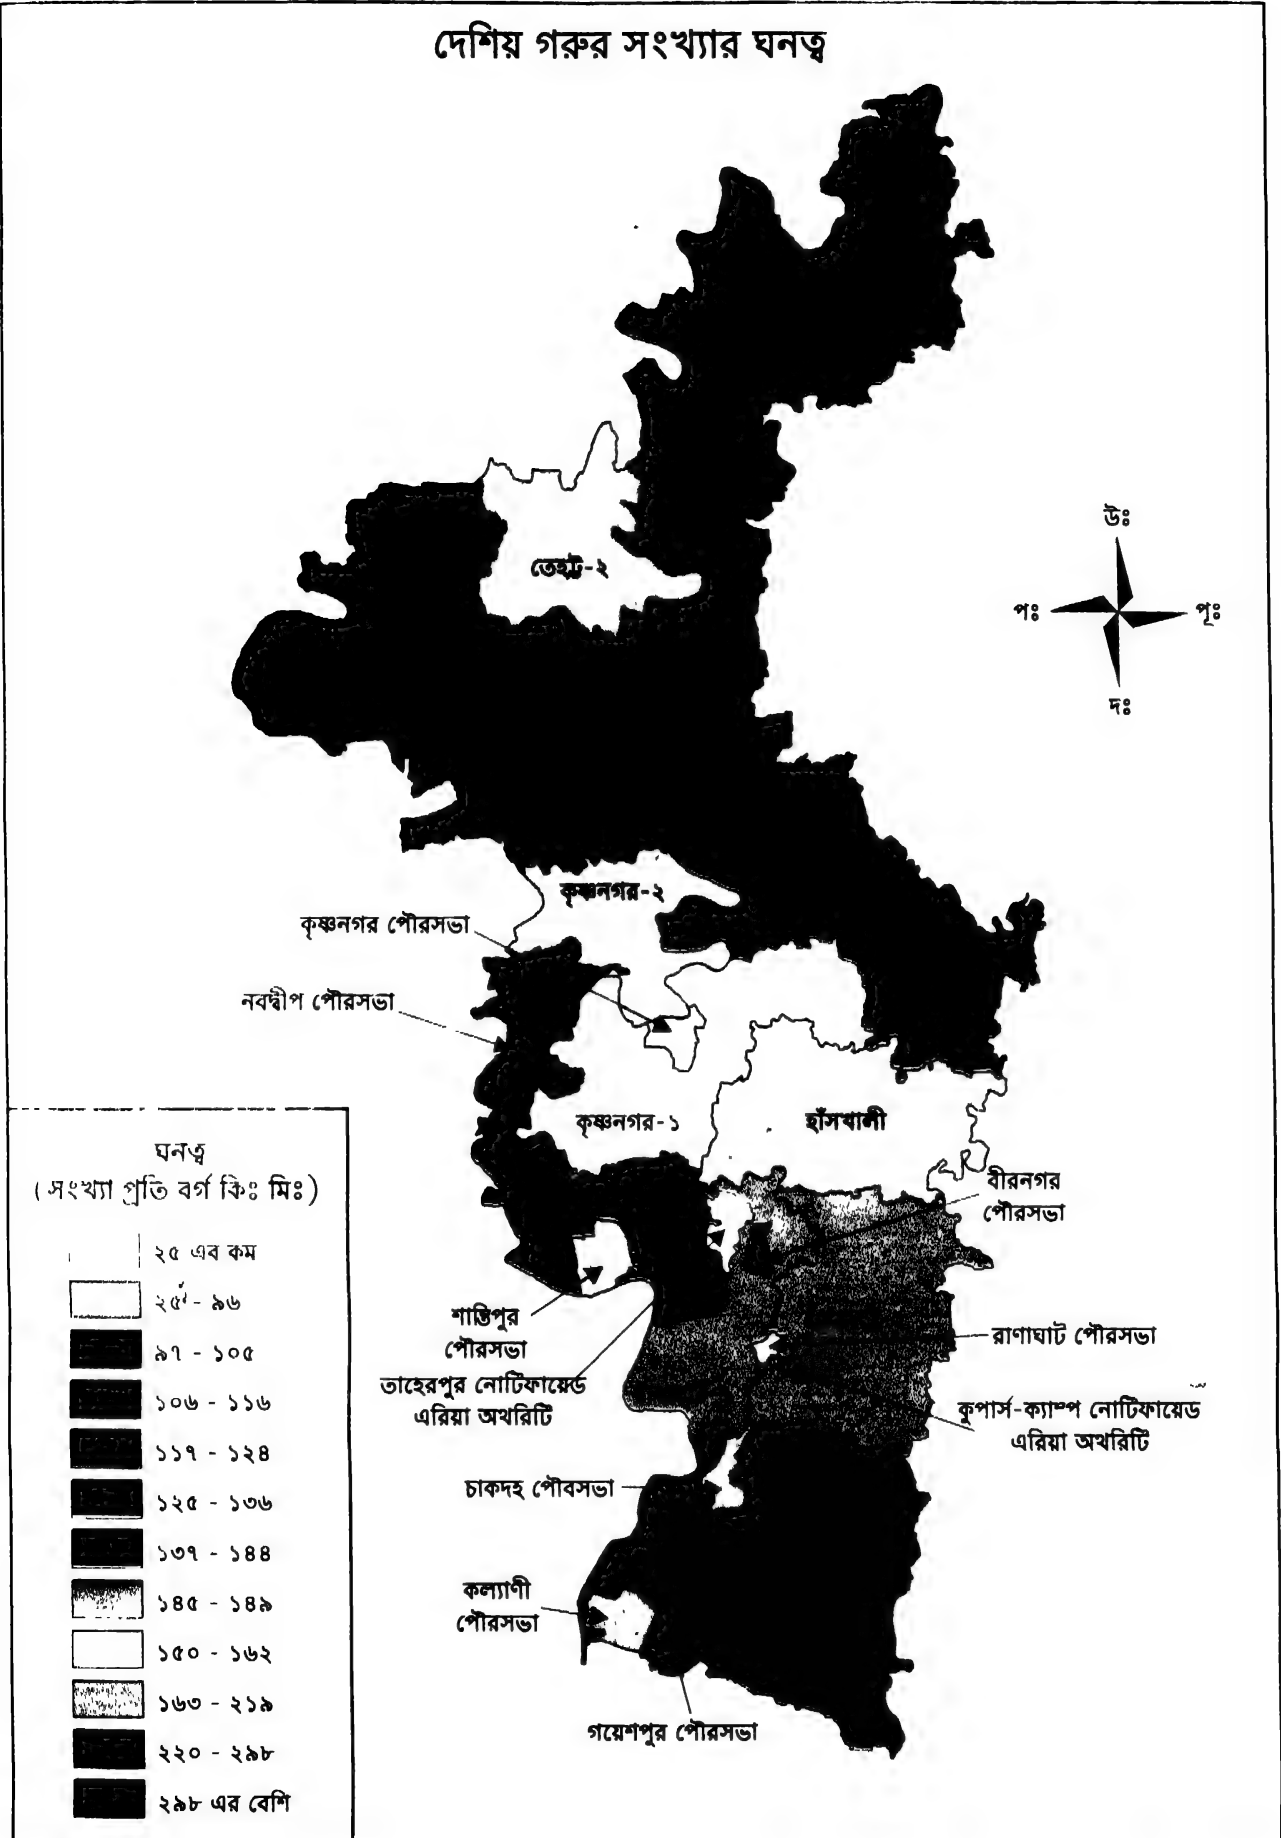 দেশিয় গরুর সংখ্যার ঘনত্ব
উঃ
পঃ
পূঃ
দঃ
তেহট্ট-২
কৃষ্ণনগর-২
কৃষ্ণনগর পৌরসভা
নবদ্বীপ পৌরসভা
কৃষ্ণনগর-১
হাঁসখালী
বীরনগর
পৌরসভা
শান্তিপুর
পৌরসভা
রাণাঘাট পৌরসভা
তাহেরপুর নোটিফায়েড
এরিয়া অথরিটি
কুপার্স-ক্যাম্প নোটিফায়েড
এরিয়া অথরিটি
চাকদহ পৌবসভা
কল্যাণী
পৌরসভা
গয়েশপুর পৌরসভা
ঘনত্ব
(সংখ্যা প্রতি বর্গ কিঃ মিঃ)
২৫ এব কম
২৫ - ৯৬
৯৭ - ১০৫
১০৬ - ১১৬
১১৭ - ১২৪
১২৫ - ১৩৬
১৩৭ - ১৪৪
১৪৫ - ১৪৯
১৫০ - ১৬২
১৬৩ - ২১৯
২২০ - ২৯৮
২৯৮ এর বেশি